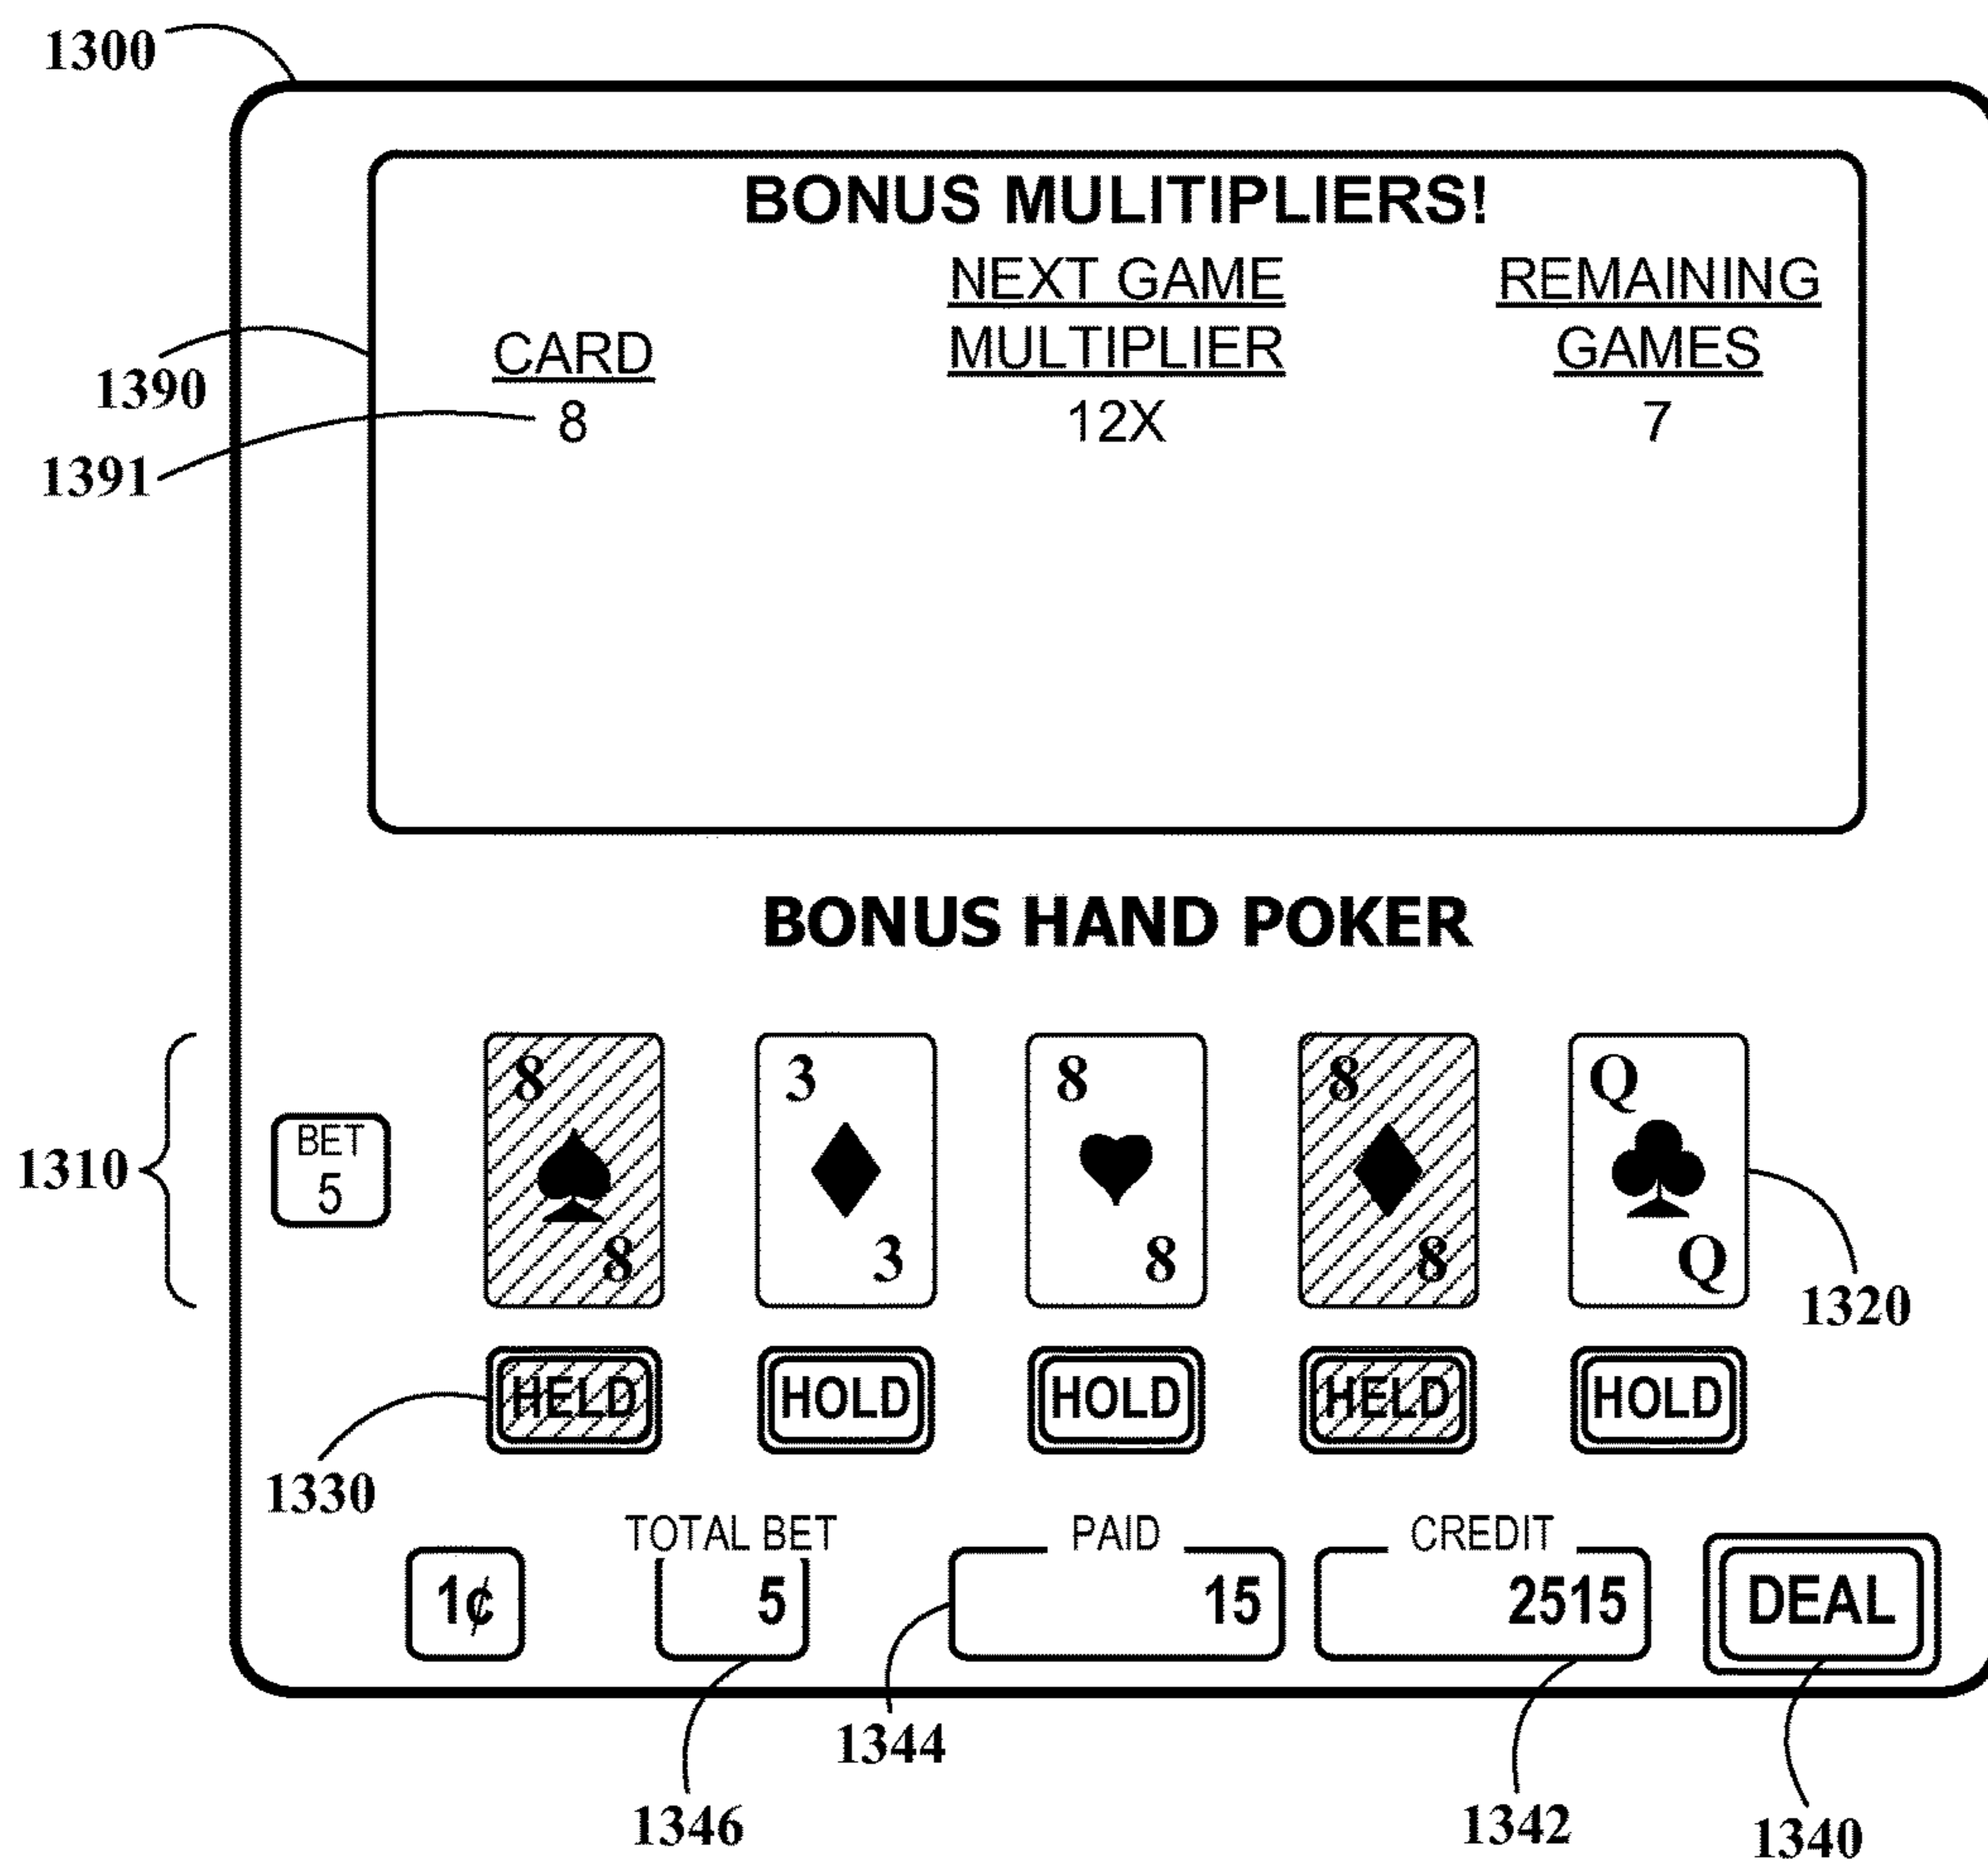 1300
BONUS MULITIPLIERS!
NEXT GAME REMAINING
CARD MULTIPLIER GAMES
1390
8 12X 7
1391
BONUS HAND POKER
8 3 8 8 Q
1310
BET
5
8 3 8 8 Q
1320
HELD HOLD HOLD HELD HOLD
1330
TOTAL BET PAID CREDIT
1¢ 5 15 2515 DEAL
1344
1346 1342 1340